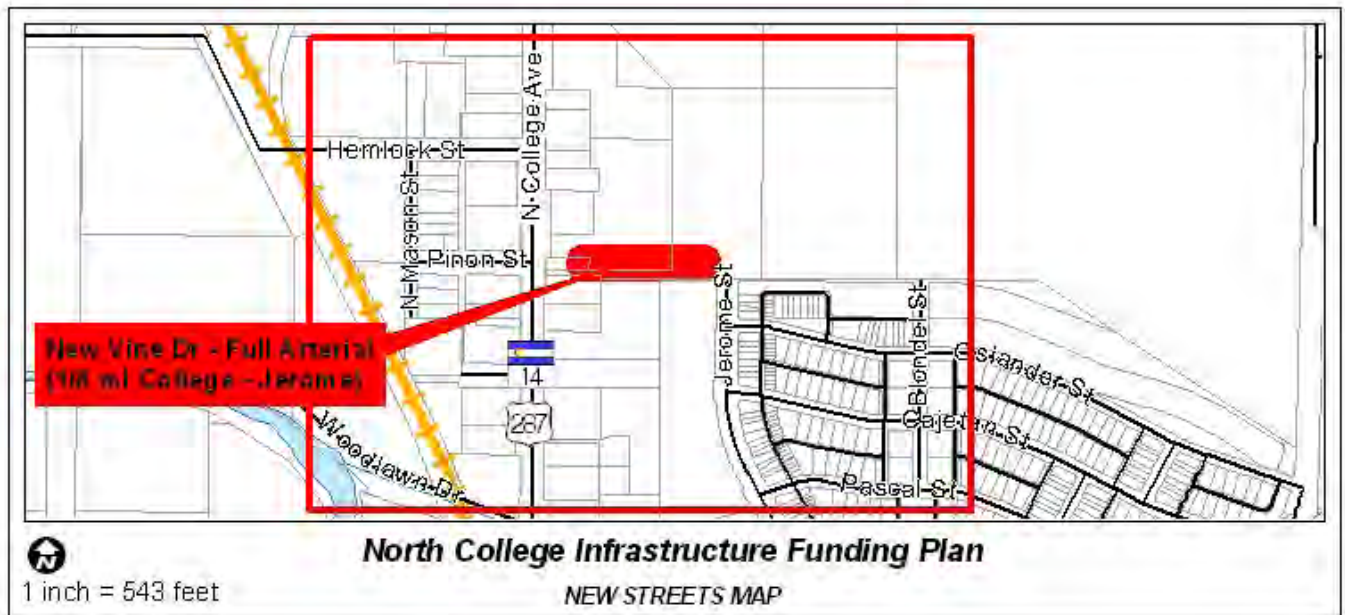 Hemlock St
N College Ave
N Mason St
Pinon St
Jerome St
New Vine Dr - Full Arterial
(1/8 mi College - Jerome)
14
287
Blondel St
Osiander St
Cajetan St
Woodlawn Dr
Pascal St
N
North College Infrastructure Funding Plan
1 inch = 543 feet
NEW STREETS MAP